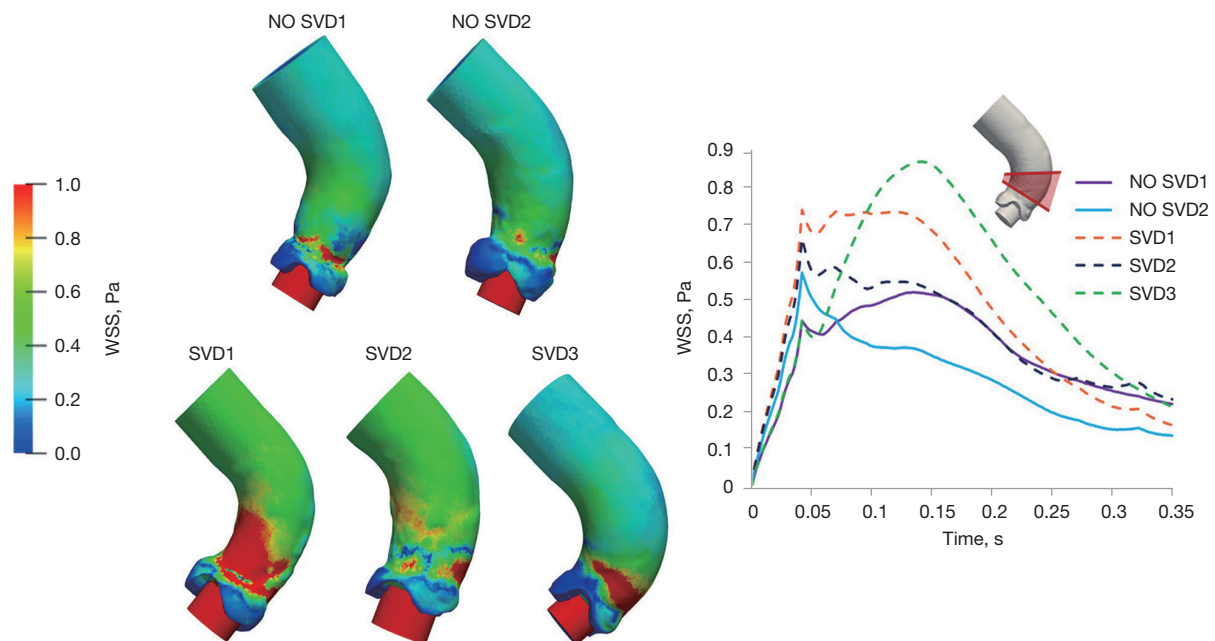 NO SVD1
NO SVD2
WSS, Pa
1.0
0.8
0.6
0.4
0.2
0.0
SVD1
SVD2
SVD3
WSS, Pa
0.9
0.8
0.7
0.6
0.5
0.4
0.3
0.2
0.1
0
0 0.05 0.1 0.15 0.2 0.25 0.3 0.35
Time, s
NO SVD1
NO SVD2
SVD1
SVD2
SVD3